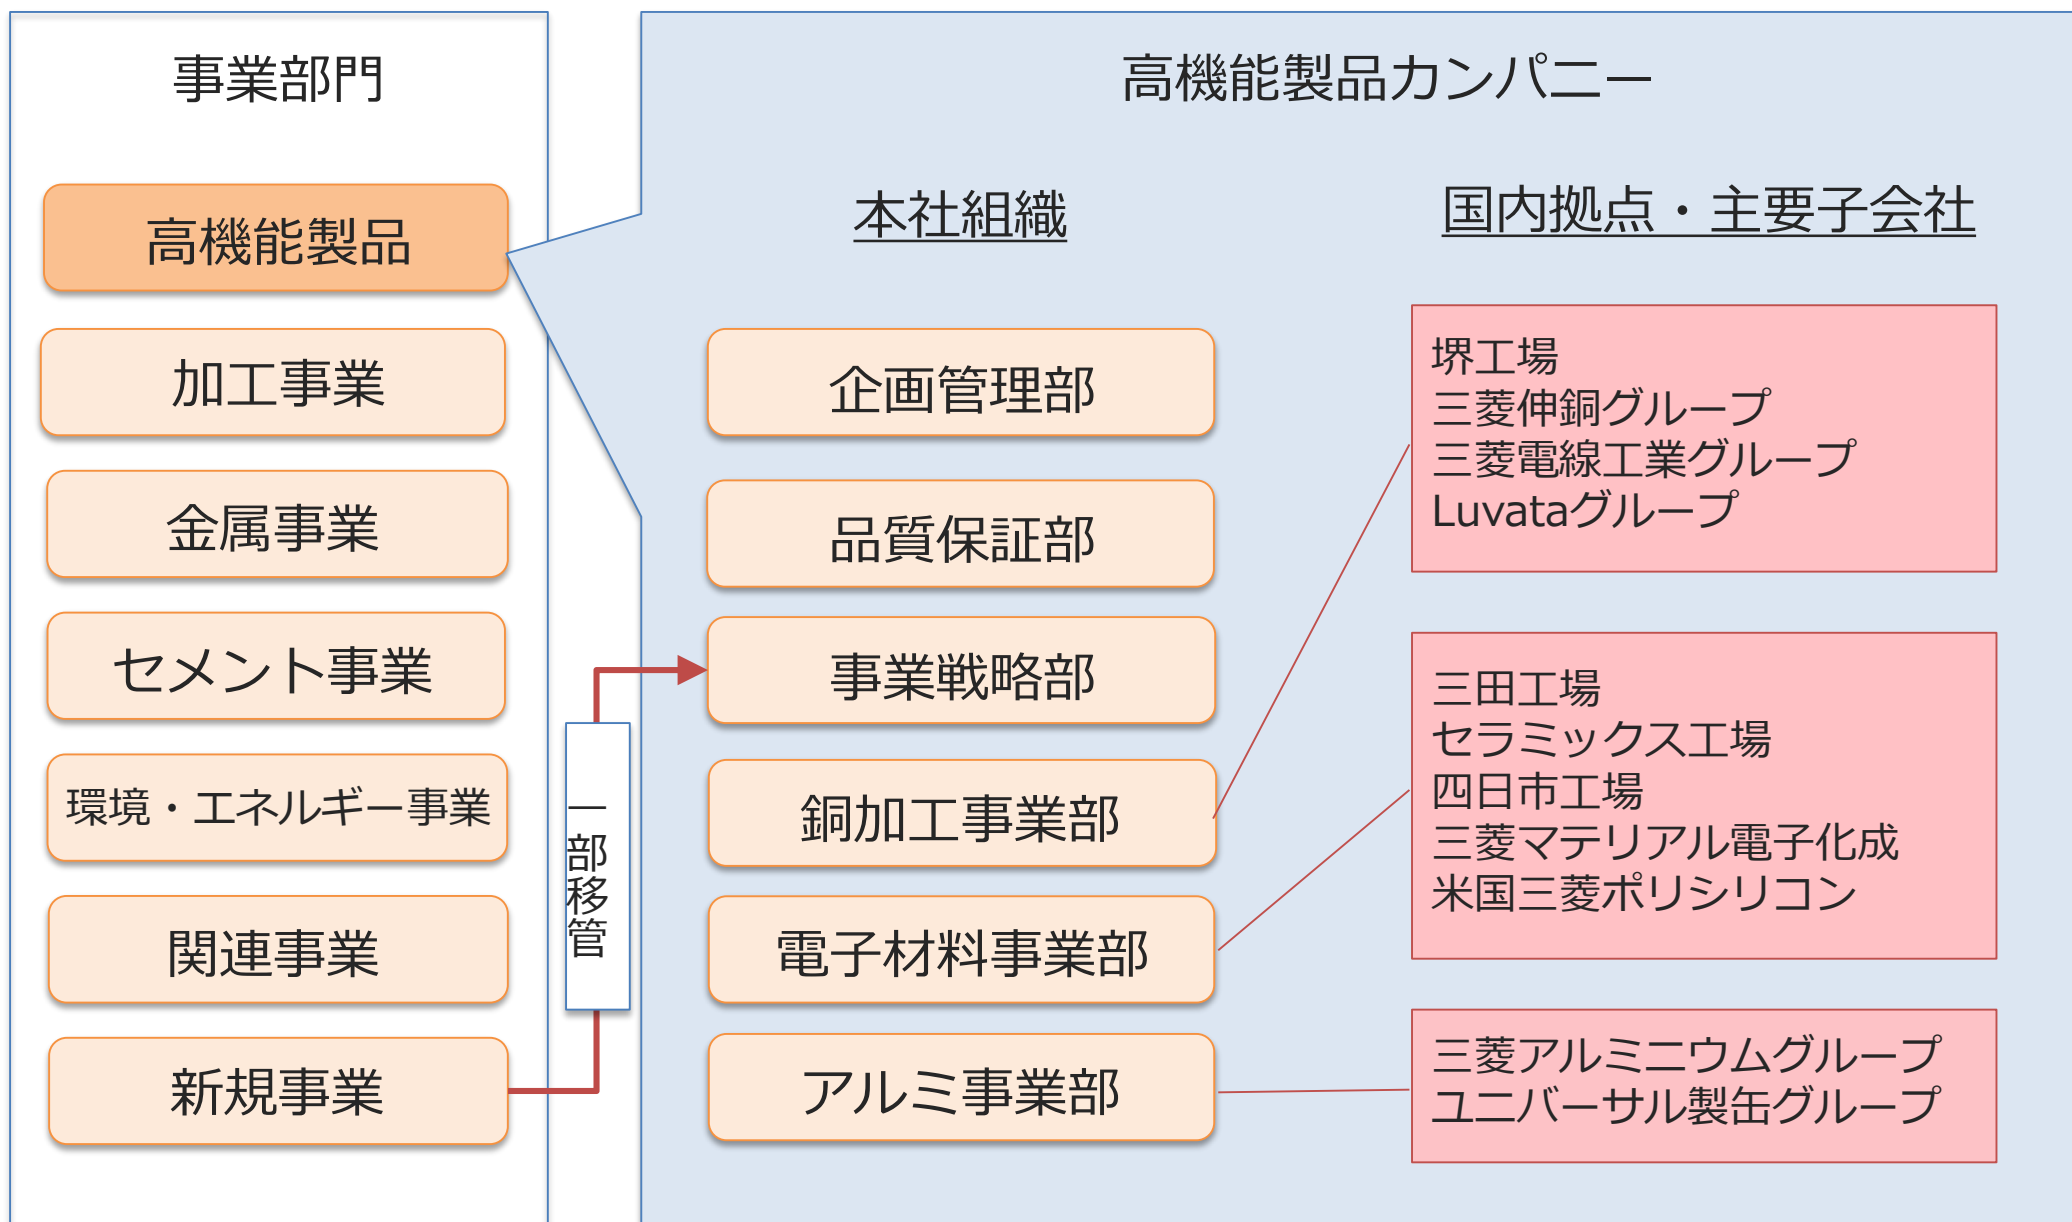 事業部門
高機能製品
加工事業
金属事業
セメント事業
環境・エネルギー事業
関連事業
新規事業
一部移管
高機能製品カンパニー
本社組織
企画管理部
品質保証部
事業戦略部
銅加工事業部
電子材料事業部
アルミ事業部
国内拠点・主要子会社
堺工場
三菱伸銅グループ
三菱電線工業グループ
Luvataグループ
三田工場
セラミックス工場
四日市工場
三菱マテリアル電子化成
米国三菱ポリシリコン
三菱アルミニウムグループ
ユニバーサル製缶グループ